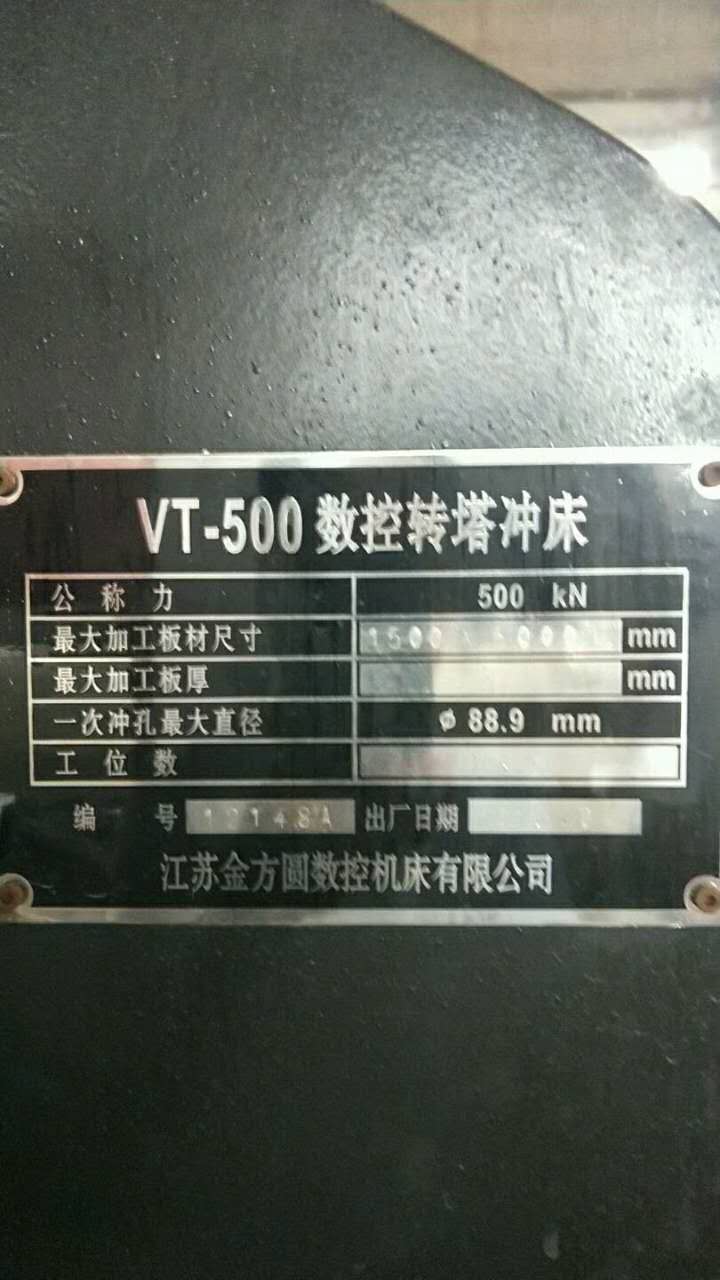 VT-500 数控转塔冲床
公称力 500 kN
最大加工板材尺寸 1500 mm
最大加工板厚 mm
一次冲孔最大直径 ø 88.9 mm
工位数
编号 出厂日期
江苏金方圆数控机床有限公司